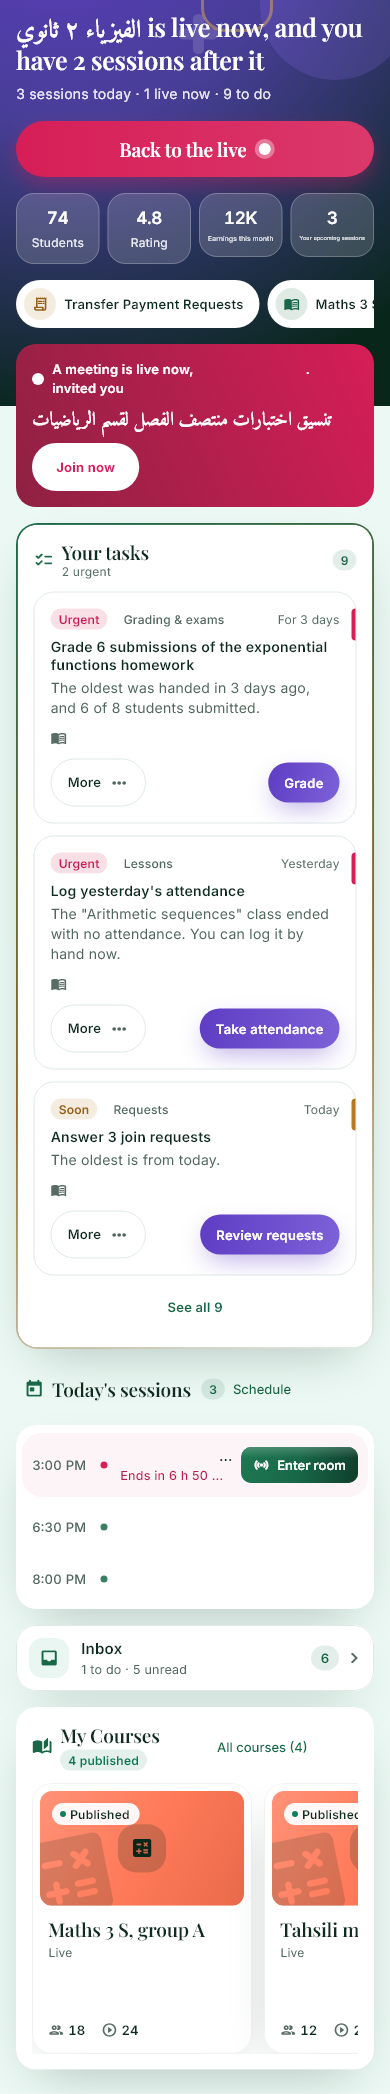 الفيزياء ٢ ثانوي is live now, and you
have 2 sessions after it
3 sessions today · 1 live now · 9 to do
Back to the live
74
Students
4.8
Rating
12K
Earnings this month
3
Your upcoming sessions
Transfer Payment Requests
Maths 3 S
A meeting is live now,
invited you
.
تنسيق اختبارات منتصف الفصل لقسم الرياضيات
Join now
Your tasks
2 urgent
9
Urgent Grading & exams For 3 days
Grade 6 submissions of the exponential
functions homework
The oldest was handed in 3 days ago,
and 6 of 8 students submitted.
More ••• Grade
Urgent Lessons Yesterday
Log yesterday's attendance
The "Arithmetic sequences" class ended
with no attendance. You can log it by
hand now.
More ••• Take attendance
Soon Requests Today
Answer 3 join requests
The oldest is from today.
More ••• Review requests
See all 9
Today's sessions 3 Schedule
3:00 PM
...
Ends in 6 h 50 ...
Enter room
6:30 PM
8:00 PM
Inbox
1 to do · 5 unread
6
My Courses
4 published
All courses (4)
Published
Maths 3 S, group A
Live
18 24
Published
Tahsili m
Live
12 2